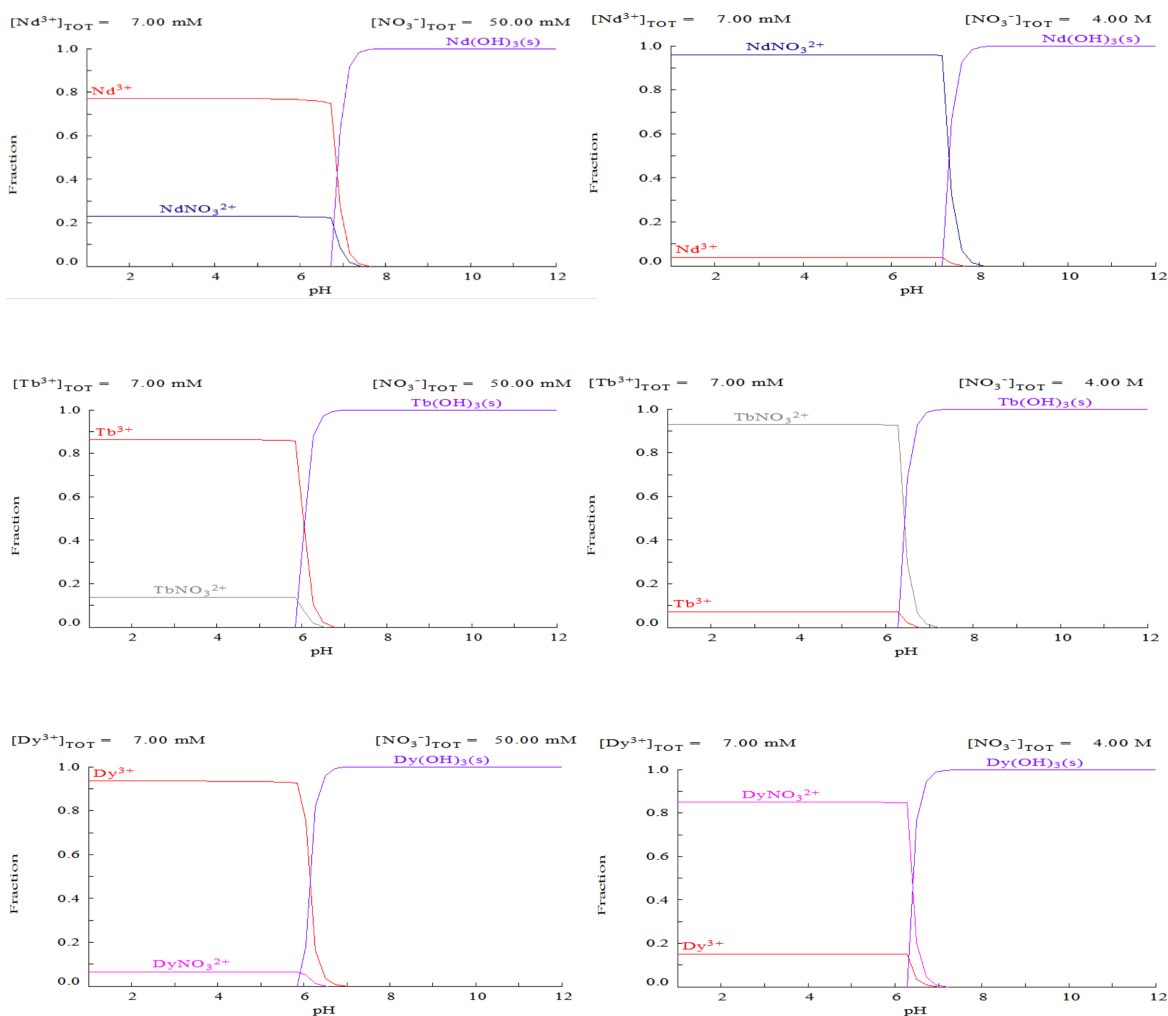 [Nd³⁺]TOT = 7.00 mM [NO₃⁻]TOT = 50.00 mM
1.0 Nd(OH)₃(s)
0.8 Nd³⁺
0.6
0.4
0.2 NdNO₃²⁺
0.0
Fraction
2 4 6 8 10 12
pH
[Nd³⁺]TOT = 7.00 mM [NO₃⁻]TOT = 4.00 M
1.0 NdNO₃²⁺ Nd(OH)₃(s)
0.8
0.6
0.4
0.2
0.0 Nd³⁺
Fraction
2 4 6 8 10 12
pH
[Tb³⁺]TOT = 7.00 mM [NO₃⁻]TOT = 50.00 mM
1.0 Tb(OH)₃(s)
Tb³⁺
0.8
0.6
0.4
0.2 TbNO₃²⁺
0.0
Fraction
2 4 6 8 10 12
pH
[Tb³⁺]TOT = 7.00 mM [NO₃⁻]TOT = 4.00 M
1.0 TbNO₃²⁺ Tb(OH)₃(s)
0.8
0.6
0.4
0.2
Tb³⁺
0.0
Fraction
2 4 6 8 10 12
pH
[Dy³⁺]TOT = 7.00 mM [NO₃⁻]TOT = 50.00 mM
1.0 Dy³⁺ Dy(OH)₃(s)
0.8
0.6
0.4
0.2
DyNO₃²⁺
0.0
Fraction
2 4 6 8 10 12
pH
[Dy³⁺]TOT = 7.00 mM [NO₃⁻]TOT = 4.00 M
1.0 Dy(OH)₃(s)
DyNO₃²⁺
0.8
0.6
0.4
0.2 Dy³⁺
0.0
Fraction
2 4 6 8 10 12
pH